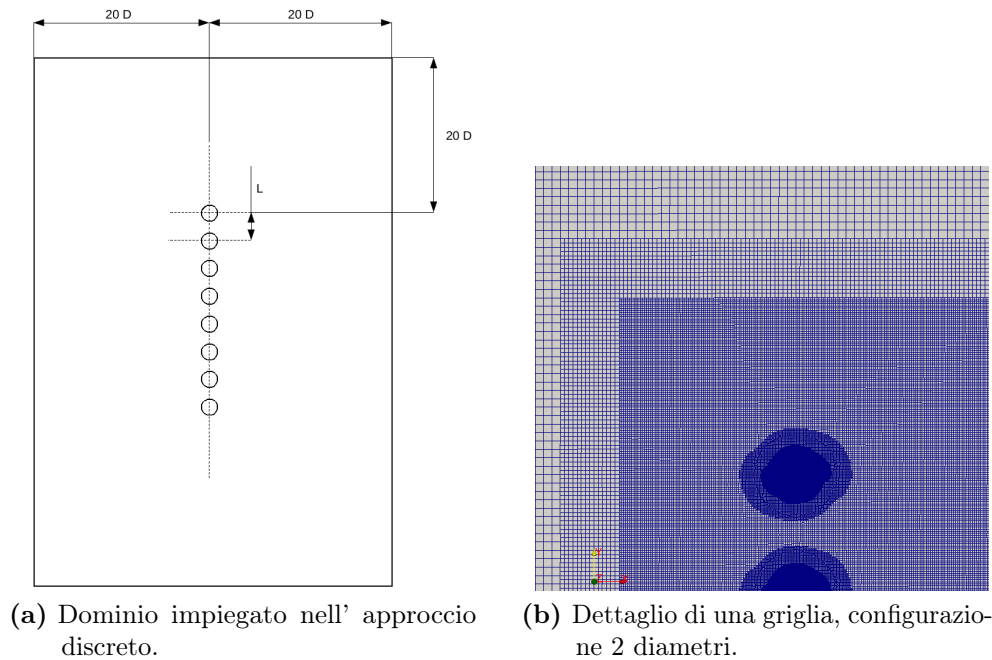 20 D
20 D
20 D
L
(a) Dominio impiegato nell' approccio
discreto.
(b) Dettaglio di una griglia, configurazio-
ne 2 diametri.